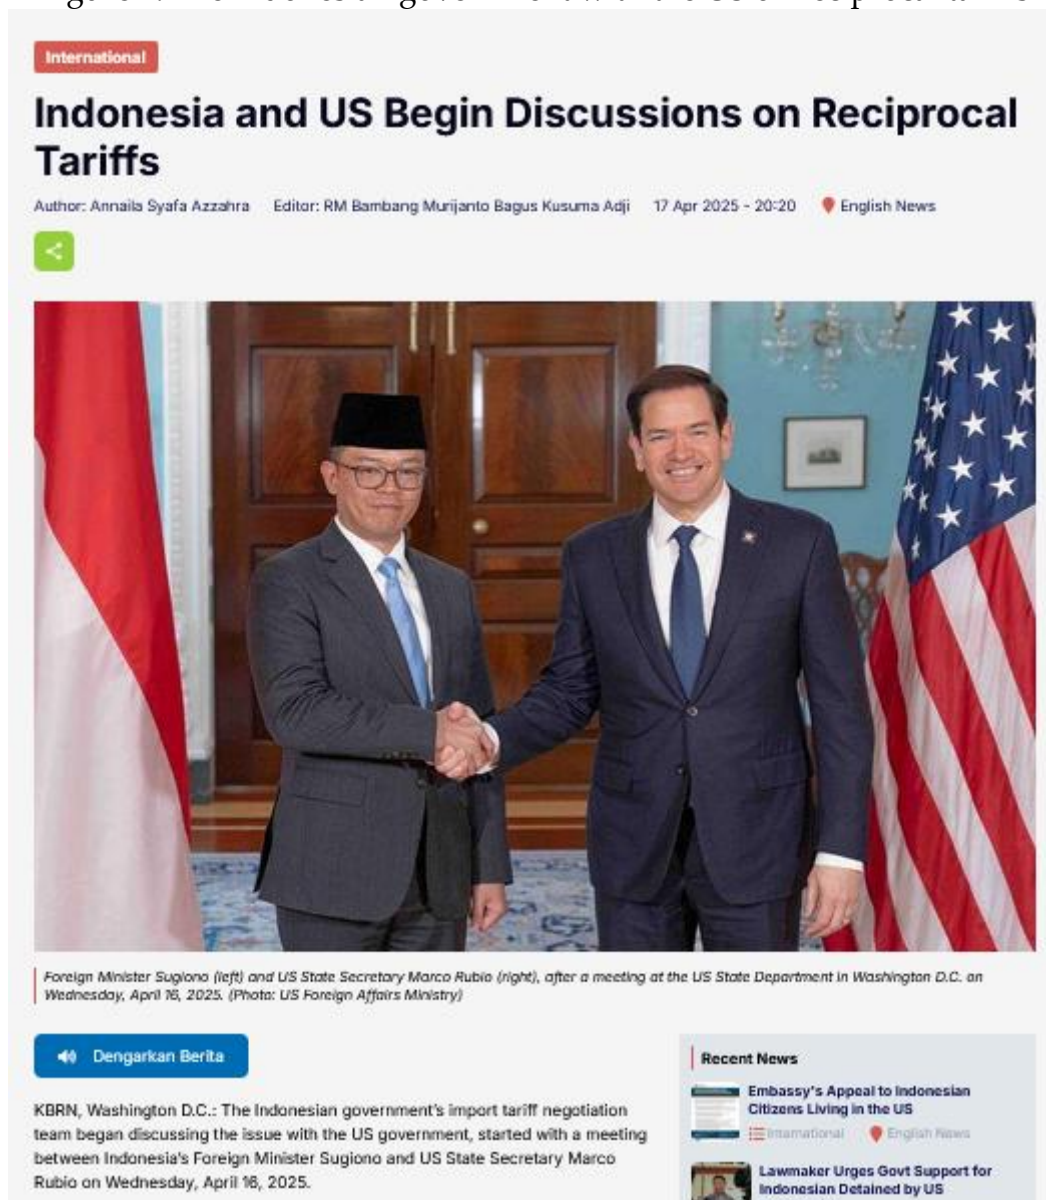 International
Indonesia and US Begin Discussions on Reciprocal
Tariffs
Author: Annaila Syafa Azzahra Editor: RM Bambang Murijanto Bagus Kusuma Adji 17 Apr 2025 - 20:20 English News
Foreign Minister Sugiono (left) and US State Secretary Marco Rubio (right), after a meeting at the US State Department in Washington D.C. on
Wednesday, April 16, 2025. (Photo: US Foreign Affairs Ministry)
Dengarkan Berita
KBRN, Washington D.C.: The Indonesian government's import tariff negotiation
team began discussing the issue with the US government, started with a meeting
between Indonesia's Foreign Minister Sugiono and US State Secretary Marco
Rubio on Wednesday, April 16, 2025.
Recent News
Embassy's Appeal to Indonesian
Citizens Living in the US
International English News
Lawmaker Urges Govt Support for
Indonesian Detained by US